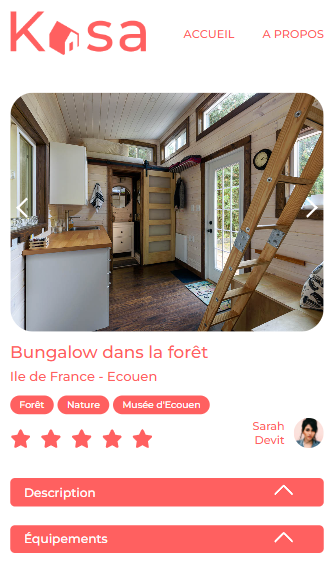 Kasa
ACCUEIL A PROPOS
Bungalow dans la forêt
Ile de France - Ecouen
Forêt Nature Musée d'Ecouen
Sarah
Devit
Description
Équipements